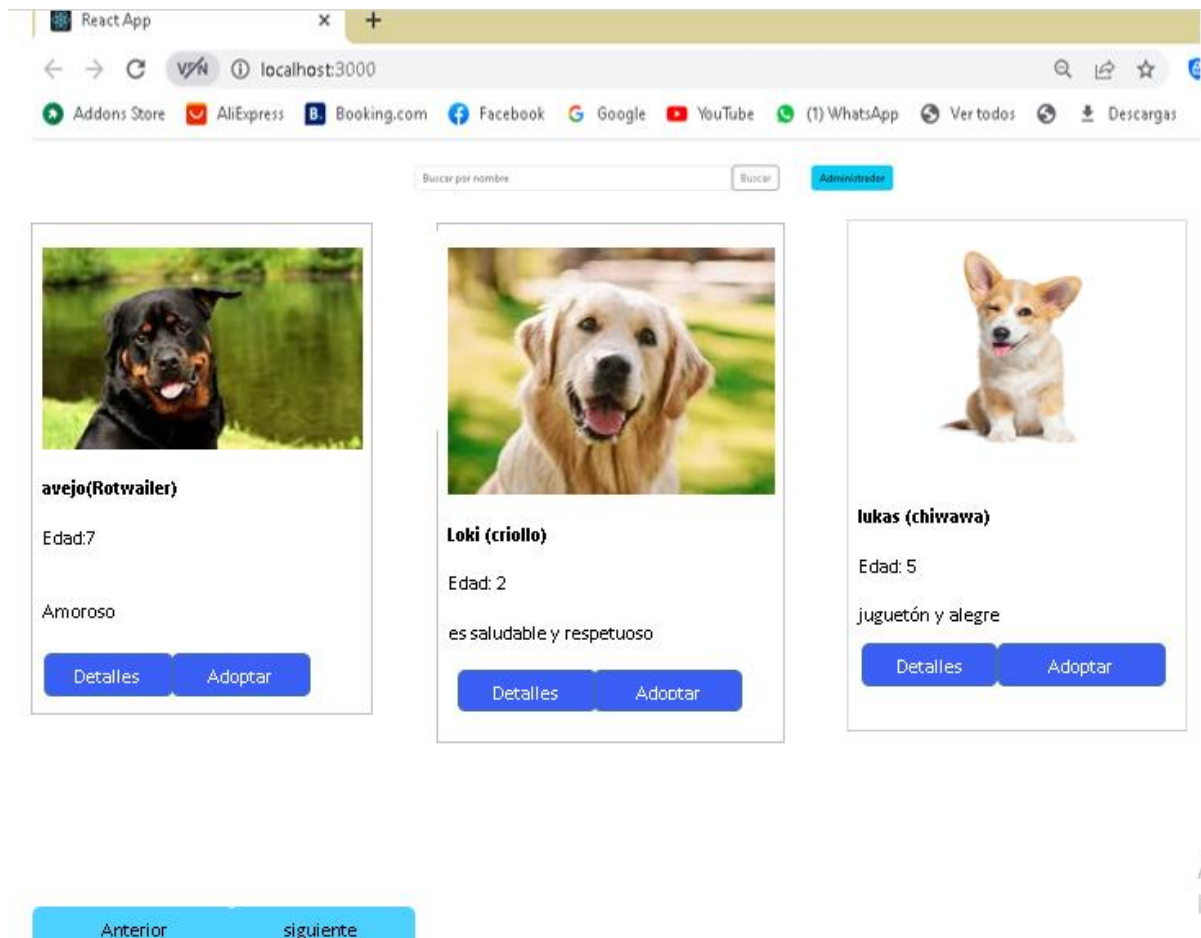 React App
VPN localhost:3000
Addons Store AliExpress B. Booking.com Facebook G Google YouTube (1) WhatsApp Ver todos Descargas
Buscar por nombre Buscar Administrador
avejo(Rotwailer)
Edad:7
Amoroso
Detalles Adoptar
Loki (criollo)
Edad: 2
es saludable y respetuoso
Detalles Adoptar
lukas (chiwawa)
Edad: 5
juguetón y alegre
Detalles Adoptar
Anterior siguiente